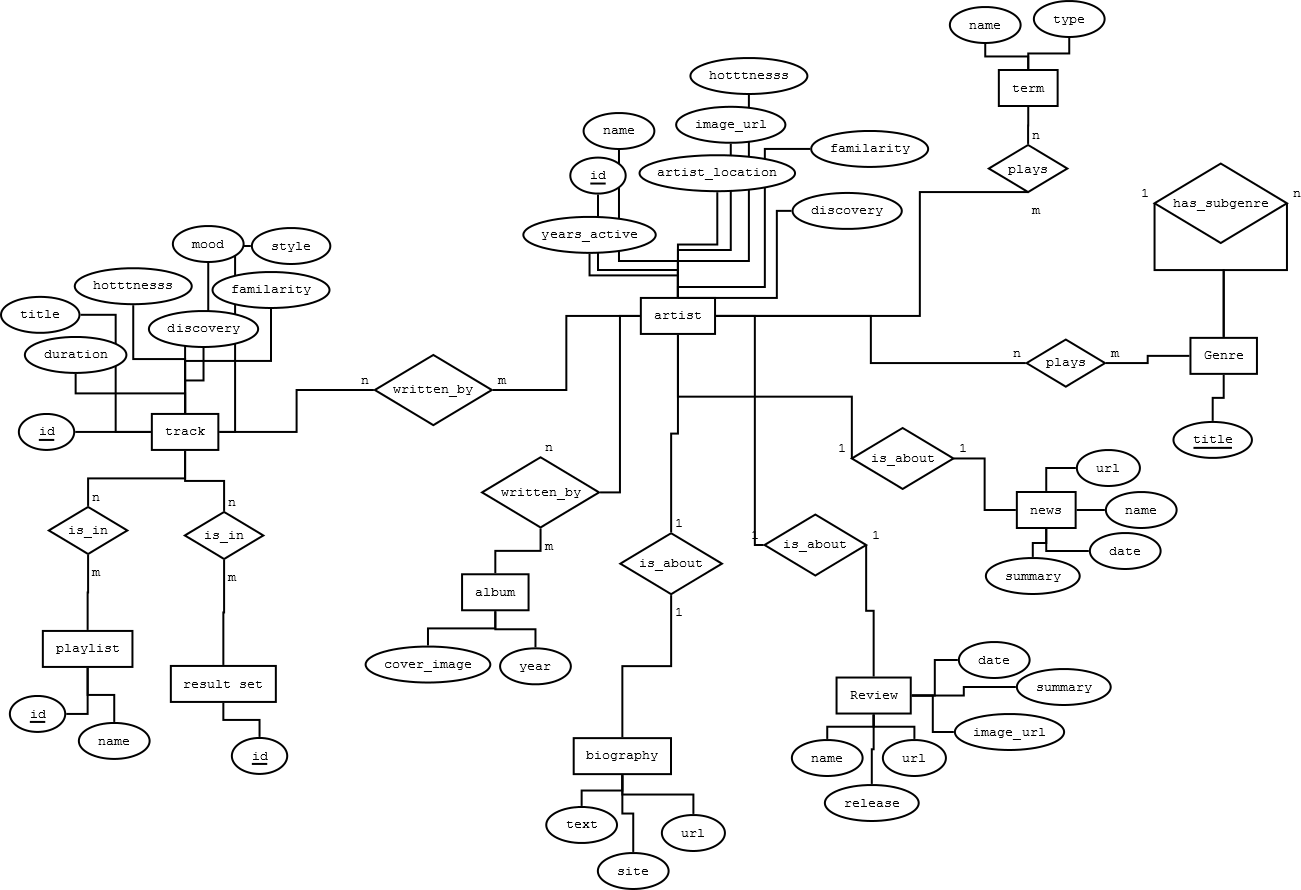 name
type
hotttnesss
term
image_url
name
n
familarity
plays
artist_location
id
1
has_subgenre
n
m
discovery
years_active
mood
style
hotttnesss
familarity
title
artist
discovery
duration
Genre
n
plays
m
n
written_by
m
id
track
title
n
1
is_about
1
url
written_by
n
n
news
name
is_in
is_in
1
m
1
is_about
1
date
is_about
m
m
summary
album
1
playlist
cover_image
year
date
result set
Review
summary
id
image_url
name
id
biography
name
url
release
text
url
site